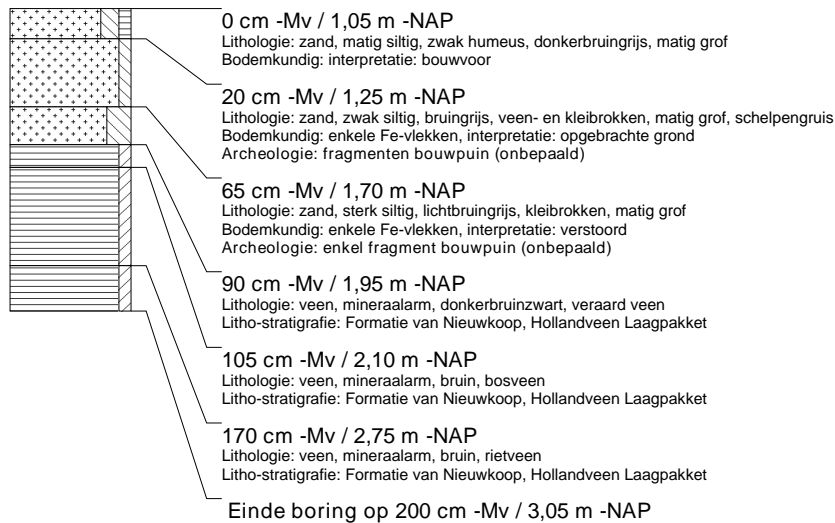 0 cm -Mv / 1,05 m -NAP
Lithologie: zand, matig siltig, zwak humeus, donkerbruingrijs, matig grof
Bodemkundig: interpretatie: bouwvoor
20 cm -Mv / 1,25 m -NAP
Lithologie: zand, zwak siltig, bruingrijs, veen- en kleibrokken, matig grof, schelpengruis
Bodemkundig: enkele Fe-vlekken, interpretatie: opgebrachte grond
Archeologie: fragmenten bouwpuin (onbepaald)
65 cm -Mv / 1,70 m -NAP
Lithologie: zand, sterk siltig, lichtbruingrijs, kleibrokken, matig grof
Bodemkundig: enkele Fe-vlekken, interpretatie: verstoord
Archeologie: enkel fragment bouwpuin (onbepaald)
90 cm -Mv / 1,95 m -NAP
Lithologie: veen, mineraalarm, donkerbruinzwart, veraard veen
Litho-stratigrafie: Formatie van Nieuwkoop, Hollandveen Laagpakket
105 cm -Mv / 2,10 m -NAP
Lithologie: veen, mineraalarm, bruin, bosveen
Litho-stratigrafie: Formatie van Nieuwkoop, Hollandveen Laagpakket
170 cm -Mv / 2,75 m -NAP
Lithologie: veen, mineraalarm, bruin, rietveen
Litho-stratigrafie: Formatie van Nieuwkoop, Hollandveen Laagpakket
Einde boring op 200 cm -Mv / 3,05 m -NAP